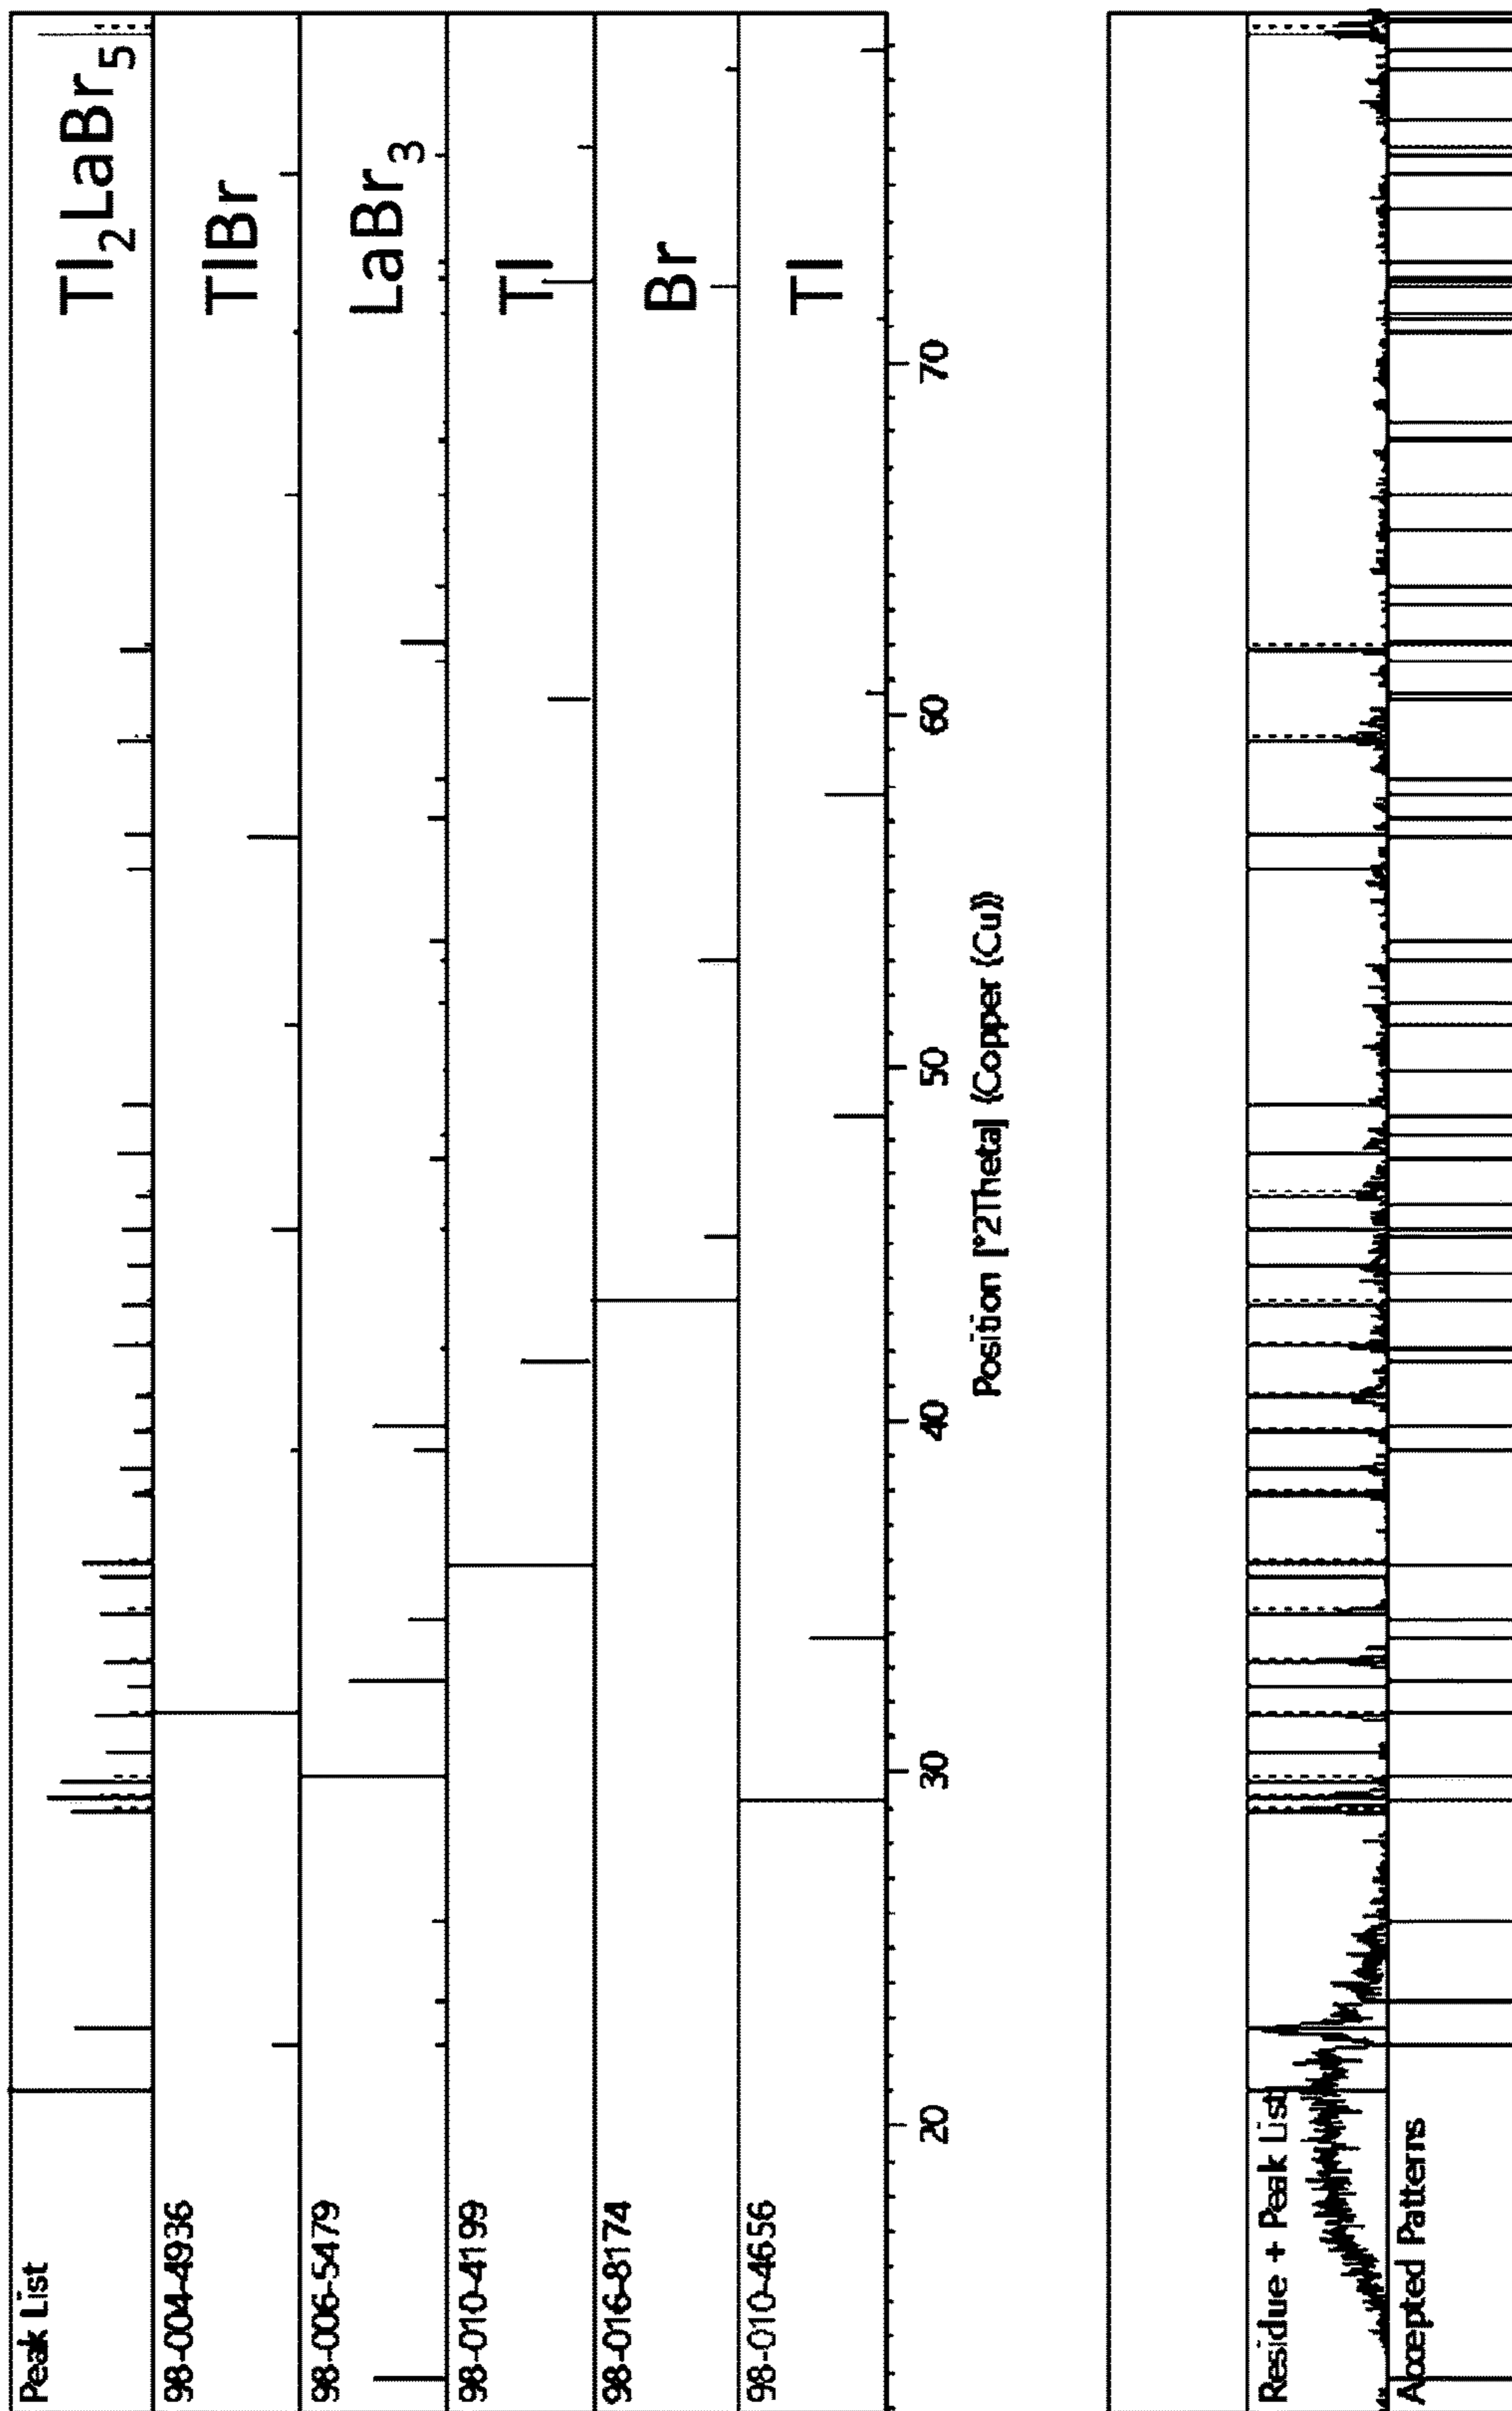 Peak List
Tl₂LaBr₅
98-004-4936
TlBr
98-006-5479
LaBr₃
98-010-4199
Tl
98-016-8174
Br
98-010-4656
Tl
20 30 40 50 60 70
Position [°2Theta] (Copper (Cu))
Residue + Peak List
Accepted Patterns